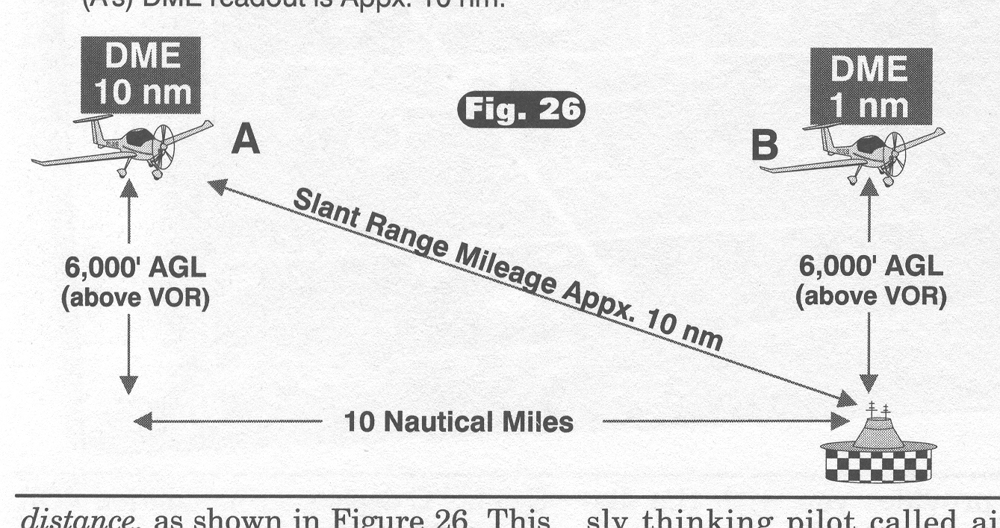 (A's) DME readout is Appx. 10 nm.
DME
10 nm
DME
1 nm
Fig. 26
A
B
Slant Range Mileage Appx. 10 nm
6,000' AGL
(above VOR)
6,000' AGL
(above VOR)
10 Nautical Miles
distance, as shown in Figure 26. This
sly thinking pilot called ai